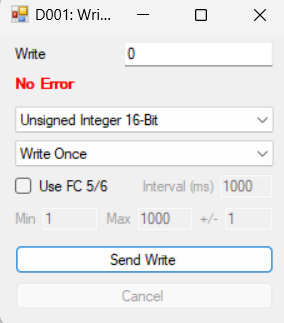 D001: Wri...
Write 0
No Error
Unsigned Integer 16-Bit
Write Once
Use FC 5/6 Interval (ms) 1000
Min 1 Max 1000 +/- 1
Send Write
Cancel